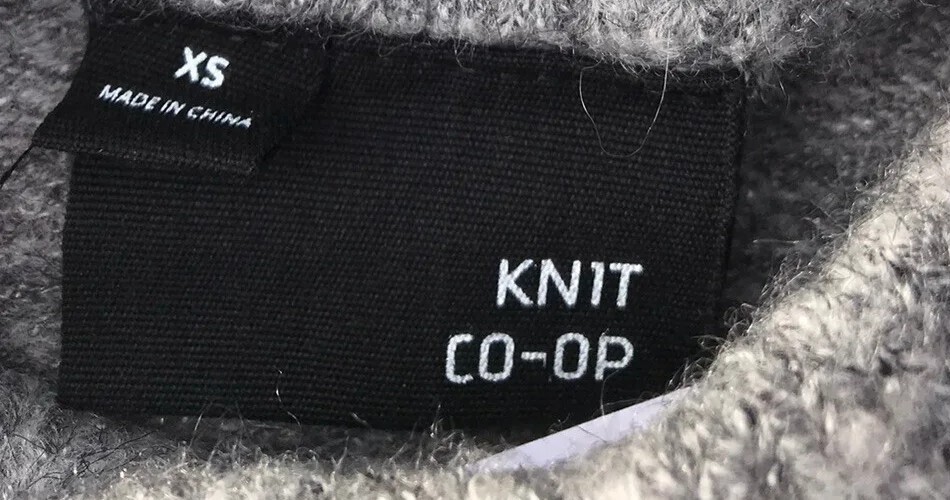 XS
MADE IN CHINA
KNIT
CO-OP